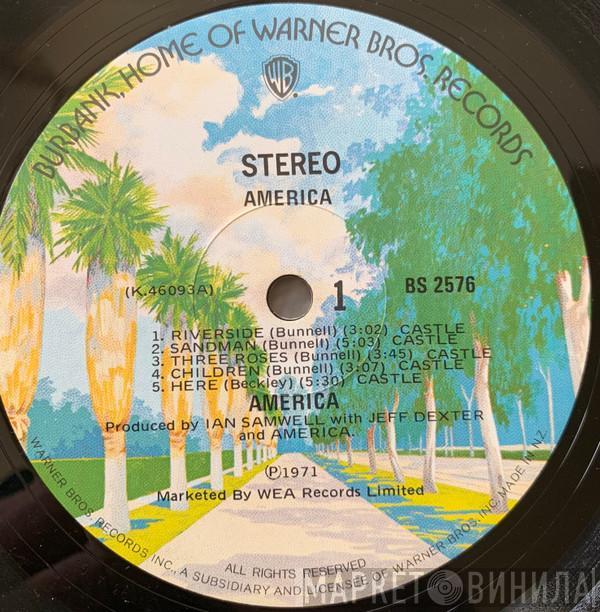 BURBANK, HOME OF WARNER BROS. RECORDS
WB
STEREO
AMERICA
(K.46093A)
1
BS 2576
1. RIVERSIDE (Bunnell) (3:02) CASTLE
2. SANDMAN (Bunnell) (5:03) CASTLE
3. THREE ROSES (Bunnell) (3:45) CASTLE
4. CHILDREN (Bunnell) (3:07) CASTLE
5. HERE (Beckley) (5:30) CASTLE
AMERICA
Produced by IAN SAMWELL with JEFF DEXTER
and AMERICA.
Ⓟ1971
Marketed By WEA Records Limited
ALL RIGHTS RESERVED
WARNER BROS. RECORDS INC., A SUBSIDIARY AND LICENSEE OF WARNER BROS. INC. MADE IN N.Z.
МАРКЕТ ВИНИЛА